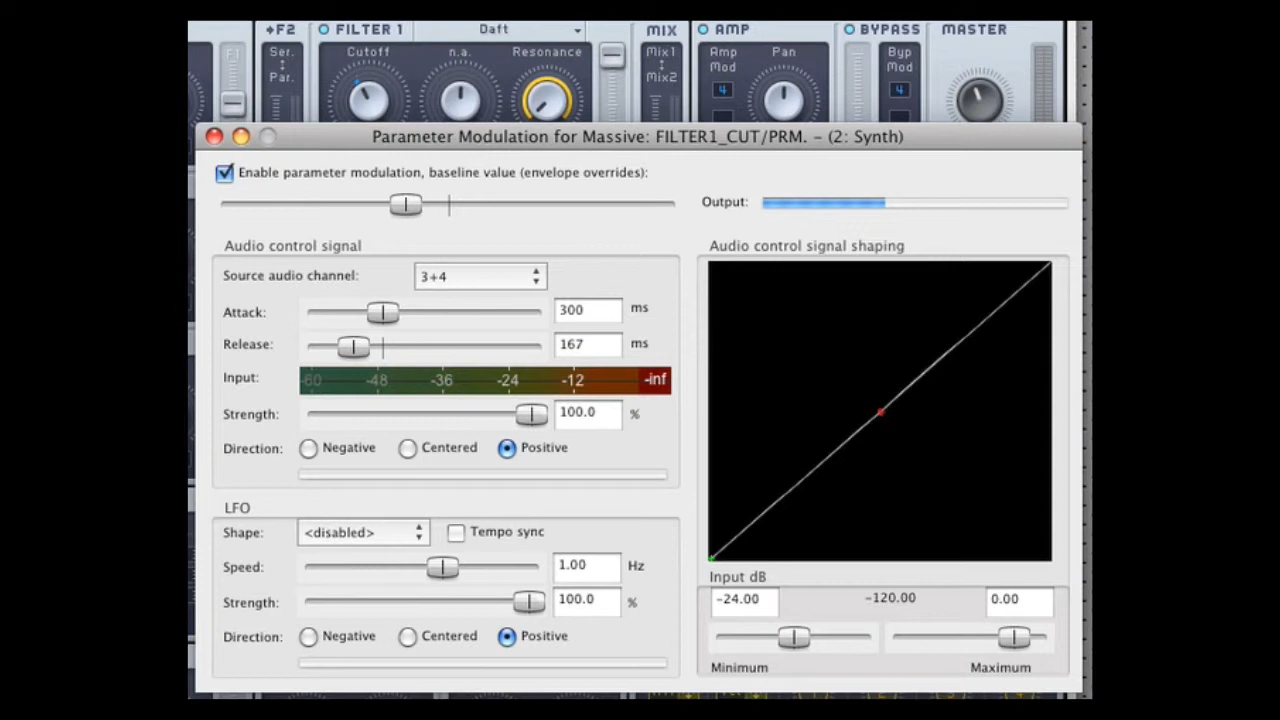 F2 FILTER 1 Daft MIX AMP BYPASS MASTER
F1 Ser. Cutoff n.a. Resonance Mix1 Amp Pan Byp
Par. Mix2 Mod Mod
4 4
Parameter Modulation for Massive: FILTER1_CUT/PRM. - (2: Synth)
Enable parameter modulation, baseline value (envelope overrides):
Output:
Audio control signal
Audio control signal shaping
Source audio channel: 3+4
Attack: 300 ms
Release: 167 ms
Input: -60 -48 -36 -24 -12 -inf
Strength: 100.0 %
Direction: Negative Centered Positive
LFO
Shape: <disabled> Tempo sync
Speed: 1.00 Hz
Strength: 100.0 %
Direction: Negative Centered Positive
Input dB
-24.00 -120.00 0.00
Minimum Maximum